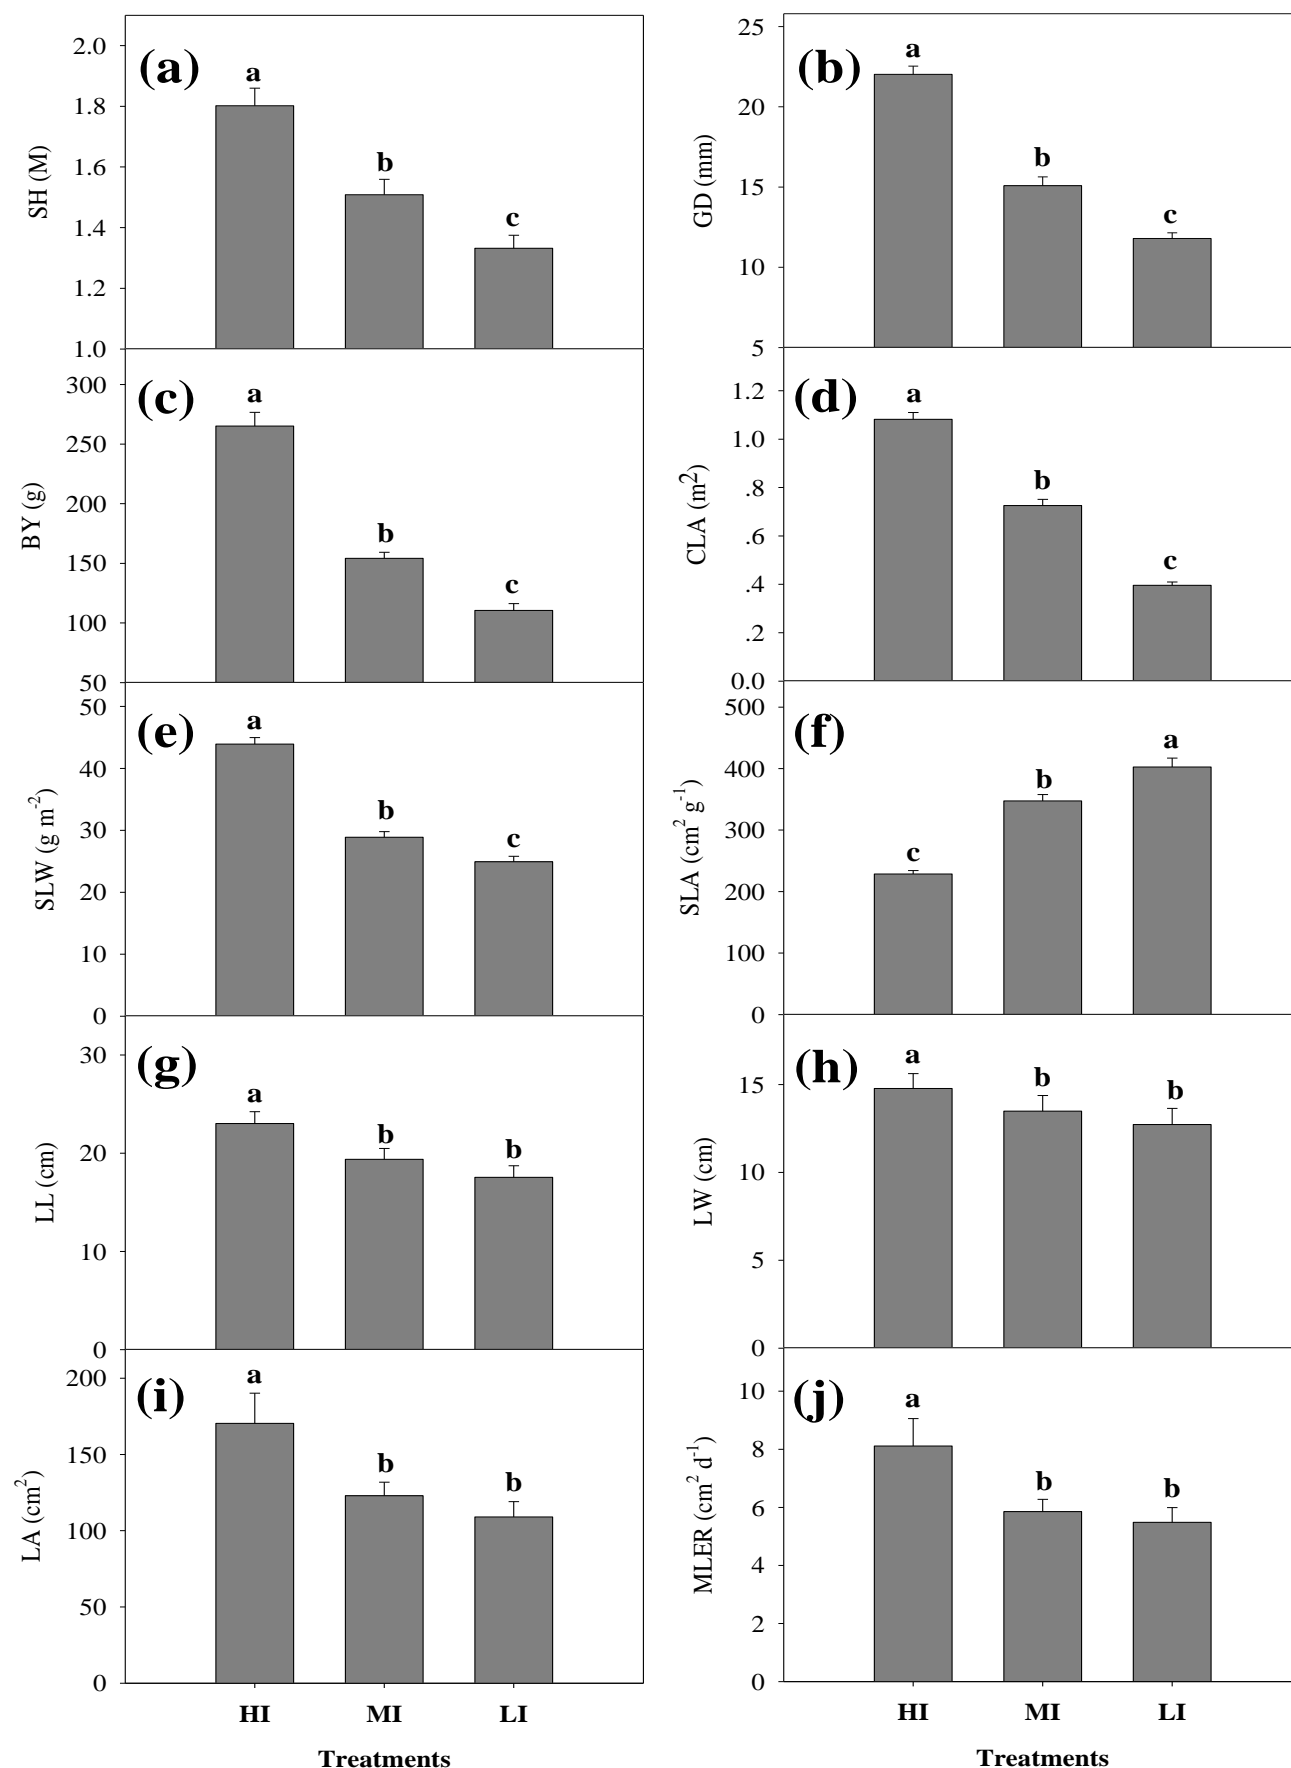 (a)
SH (M)
2.0
1.8
1.6
1.4
1.2
1.0
a
b
c
(b)
GD (mm)
25
20
15
10
5
a
b
c
(c)
BY (g)
300
250
200
150
100
50
a
b
c
(d)
CLA (m2)
1.2
1.0
.8
.6
.4
.2
0.0
a
b
c
(e)
SLW (g m-2)
50
40
30
20
10
0
a
b
c
(f)
SLA (cm2 g-1)
500
400
300
200
100
0
c
b
a
(g)
LL (cm)
30
20
10
0
a
b
b
(h)
LW (cm)
15
10
5
0
a
b
b
(i)
LA (cm2)
200
150
100
50
0
a
b
b
HI MI LI
Treatments
(j)
MLER (cm2 d-1)
10
8
6
4
2
0
a
b
b
HI MI LI
Treatments